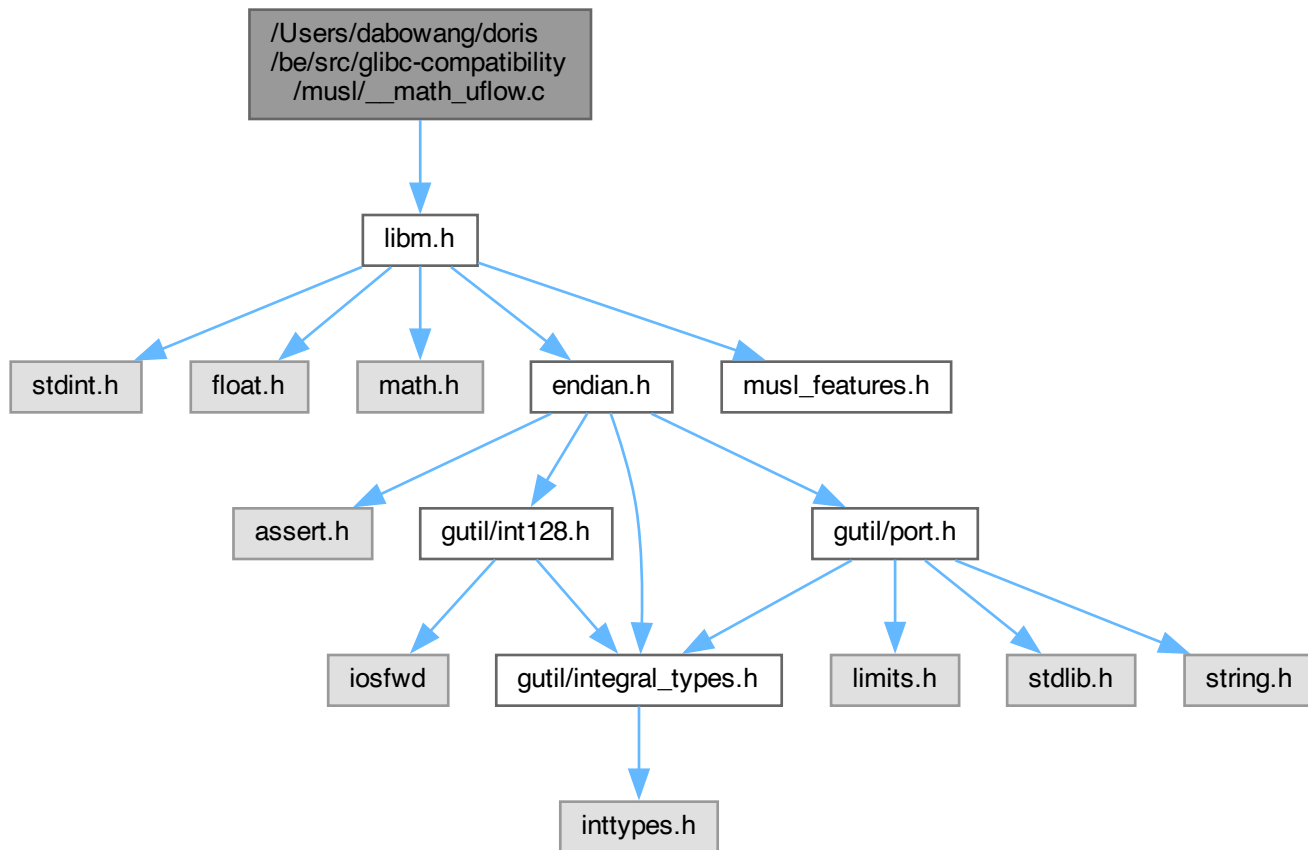 /Users/dabowang/doris
/be/src/glibc-compatibility
/musl/__math_uflow.c
libm.h
stdint.h
float.h
math.h
endian.h
musl_features.h
assert.h
gutil/int128.h
gutil/port.h
iosfwd
gutil/integral_types.h
limits.h
stdlib.h
string.h
inttypes.h